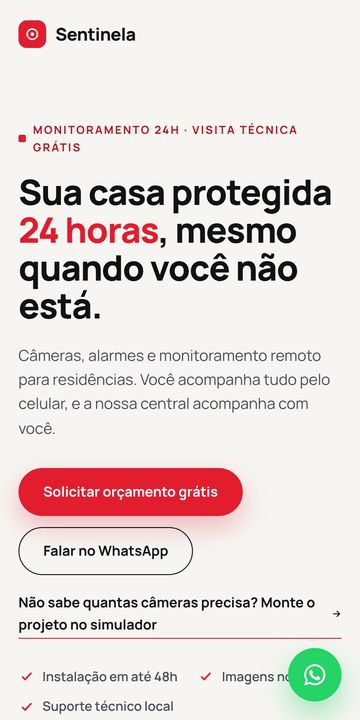 Sentinela
MONITORAMENTO 24H · VISITA TÉCNICA
GRÁTIS
Sua casa protegida
24 horas, mesmo
quando você não
está.
Câmeras, alarmes e monitoramento remoto
para residências. Você acompanha tudo pelo
celular, e a nossa central acompanha com
você.
Solicitar orçamento grátis
Falar no WhatsApp
Não sabe quantas câmeras precisa? Monte o
projeto no simulador →
Instalação em até 48h
Imagens
Suporte técnico local